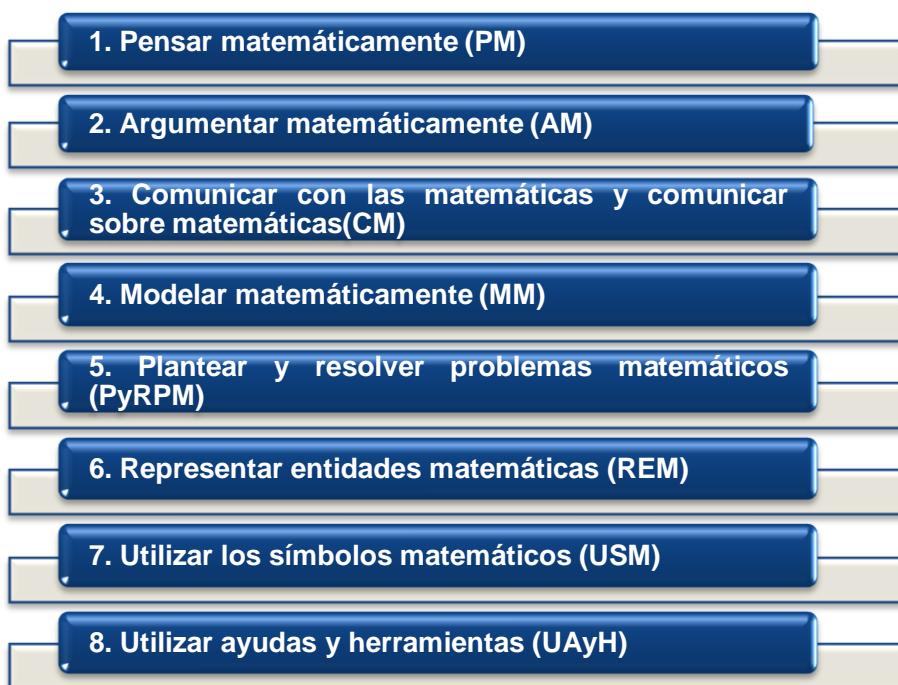 1. Pensar matemáticamente (PM)
2. Argumentar matemáticamente (AM)
3. Comunicar con las matemáticas y comunicar
sobre matemáticas(CM)
4. Modelar matemáticamente (MM)
5. Plantear y resolver problemas matemáticos
(PyRPM)
6. Representar entidades matemáticas (REM)
7. Utilizar los símbolos matemáticos (USM)
8. Utilizar ayudas y herramientas (UAyH)